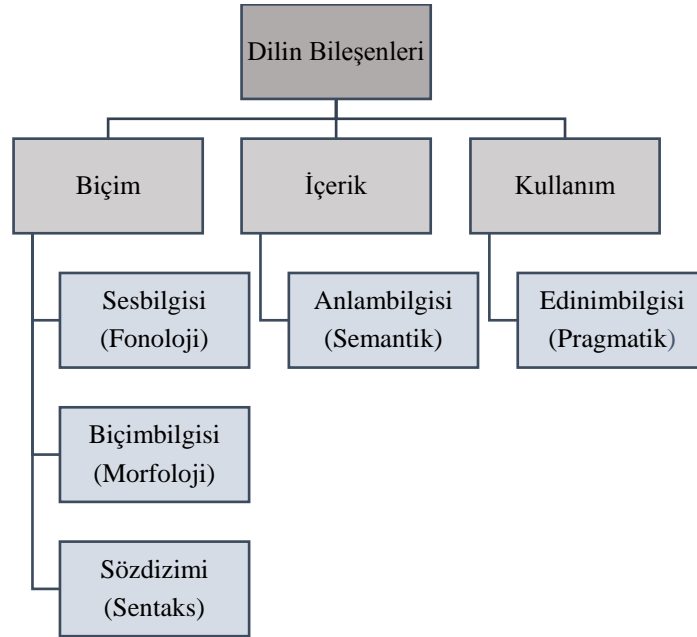 Dilin Bileşenleri
Biçim
İçerik
Kullanım
Sesbilgisi
(Fonoloji)
Anlambilgisi
(Semantik)
Edinimbilgisi
(Pragmatik)
Biçimbilgisi
(Morfoloji)
Sözdizimi
(Sentaks)